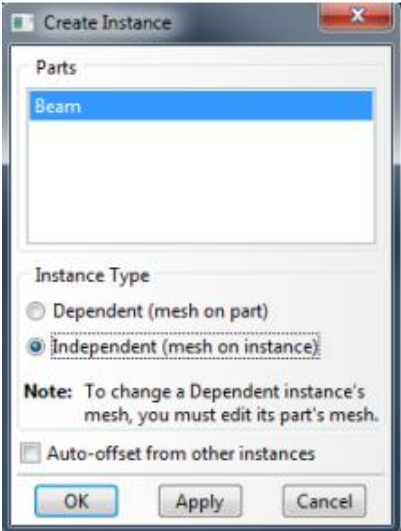 Create Instance
Parts
Beam
Instance Type
Dependent (mesh on part)
Independent (mesh on instance)
Note: To change a Dependent instance's
mesh, you must edit its part's mesh.
Auto-offset from other instances
OK Apply Cancel